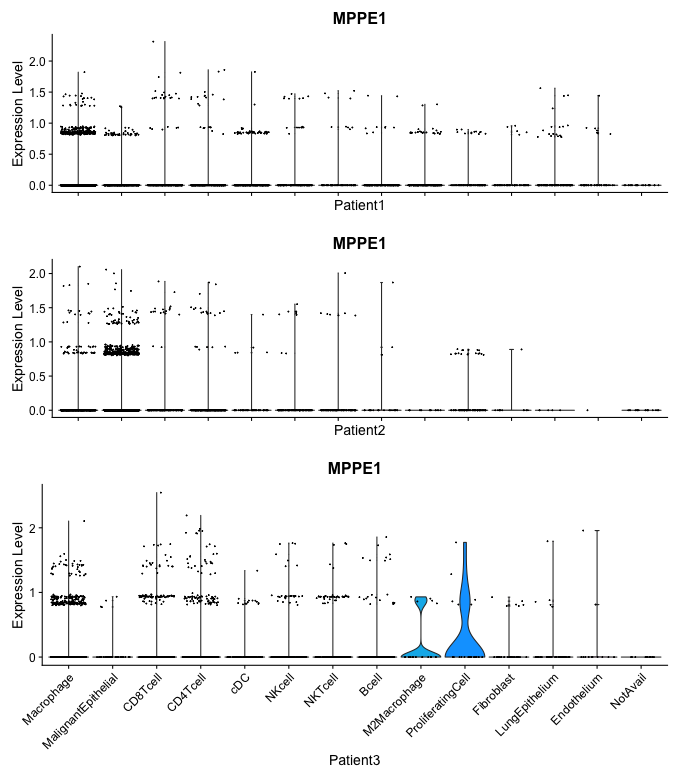 MPPE1
Expression Level
2.0
1.5
1.0
0.5
0.0
Patient1
MPPE1
Expression Level
2.0
1.5
1.0
0.5
0.0
Patient2
MPPE1
Expression Level
2
1
0
Macrophage
MalignantEpithelial
CD8Tcell
CD4Tcell
cDC
NKcell
NKTcell
Bcell
M2Macrophage
ProliferatingCell
Fibroblast
LungEpithelium
Endothelium
NotAvail
Patient3